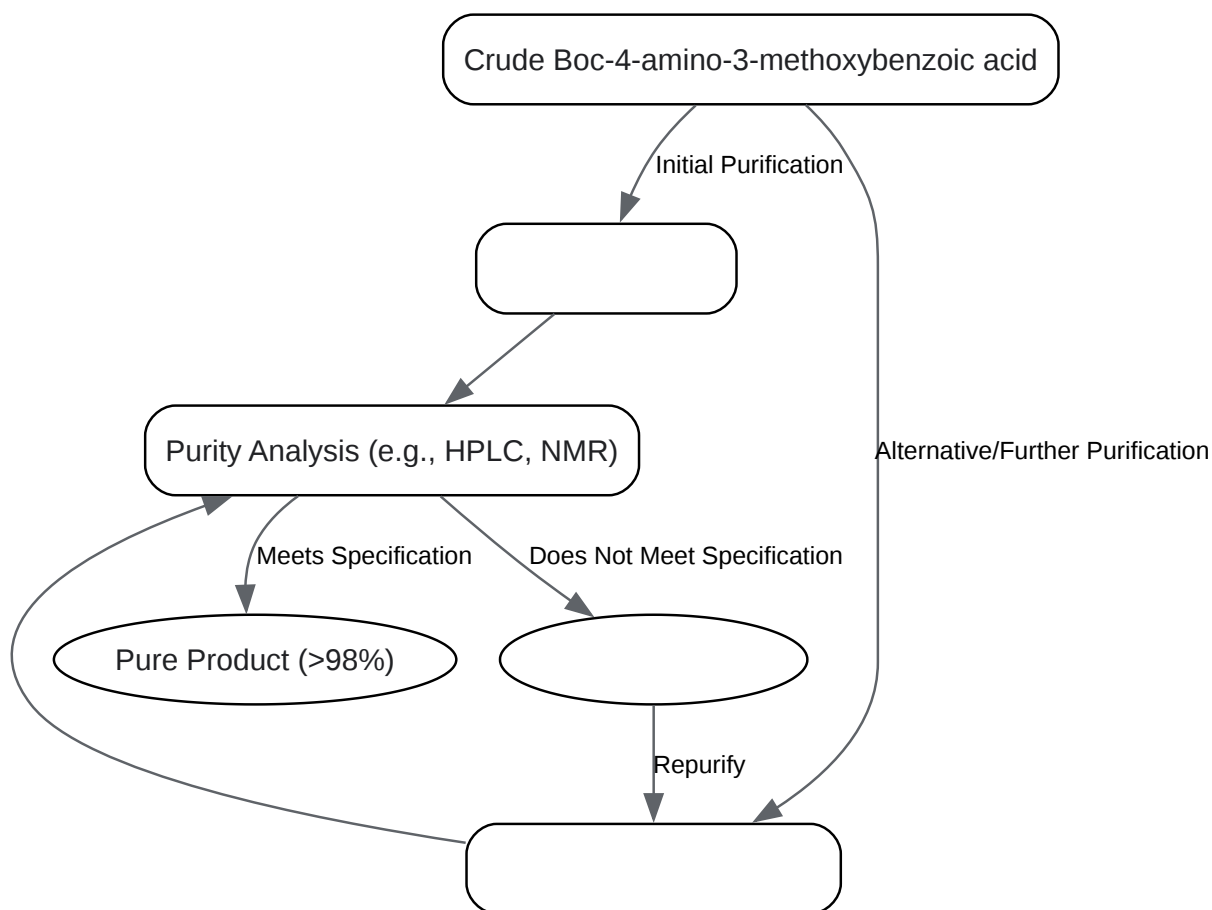 Crude Boc-4-amino-3-methoxybenzoic acid
Initial Purification
Purity Analysis (e.g., HPLC, NMR)
Alternative/Further Purification
Meets Specification
Does Not Meet Specification
Pure Product (>98%)
Repurify